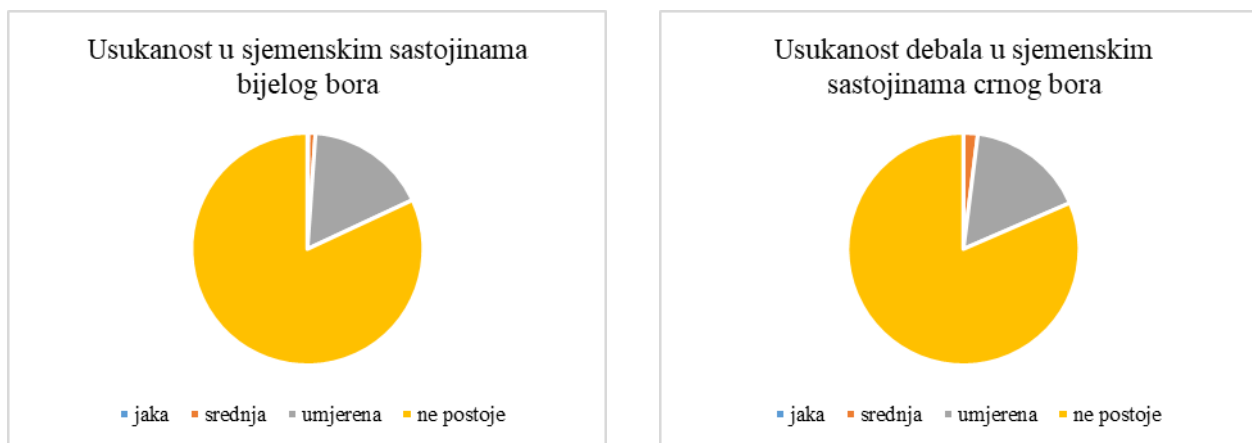 Usukanost u sjemenskim sastojinama
bijelog bora
jaka srednja umjerena ne postoje
Usukanost debala u sjemenskim
sastojinama crnog bora
jaka srednja umjerena ne postoje